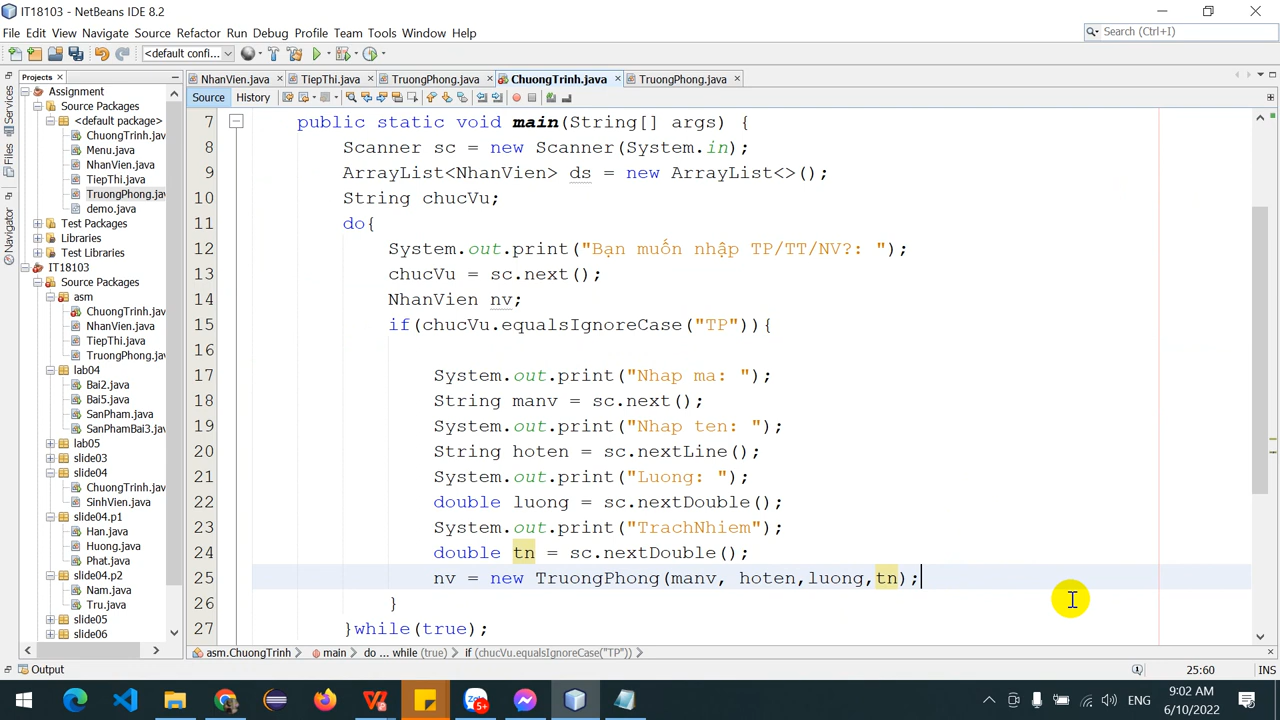 IT18103 - NetBeans IDE 8.2
File Edit View Navigate Source Refactor Run Debug Profile Team Tools Window Help
Search (Ctrl+I)
<default confi...
Projects
NhanVien.java
TiepThi.java
TruongPhong.java
ChuongTrinh.java
TruongPhong.java
Source
History
Services
Files
Navigator
Assignment
Source Packages
<default package>
ChuongTrinh.jav
Menu.java
NhanVien.java
TiepThi.java
TruongPhong.jav
demo.java
Test Packages
Libraries
Test Libraries
IT18103
Source Packages
asm
ChuongTrinh.jav
NhanVien.java
TiepThi.java
TruongPhong.jav
lab04
Bai2.java
Bai5.java
SanPham.java
SanPhamBai3.jav
lab05
slide03
slide04
ChuongTrinh.jav
SinhVien.java
slide04.p1
Han.java
Huong.java
Phat.java
slide04.p2
Nam.java
Tru.java
slide05
slide06
7 public static void main(String[] args) {
8 Scanner sc = new Scanner(System.in);
9 ArrayList<NhanVien> ds = new ArrayList<>();
10 String chucVu;
11 do{
12 System.out.print("Bạn muốn nhập TP/TT/NV?: ");
13 chucVu = sc.next();
14 NhanVien nv;
15 if(chucVu.equalsIgnoreCase("TP")){
16
17 System.out.print("Nhap ma: ");
18 String manv = sc.next();
19 System.out.print("Nhap ten: ");
20 String hoten = sc.nextLine();
21 System.out.print("Luong: ");
22 double luong = sc.nextDouble();
23 System.out.print("TrachNhiem");
24 double tn = sc.nextDouble();
25 nv = new TruongPhong(manv, hoten,luong,tn);
26 }
27 }while(true);
asm.ChuongTrinh main do ... while (true) if (chucVu.equalsIgnoreCase("TP"))
Output
25:60 INS
ENG
9:02 AM
6/10/2022